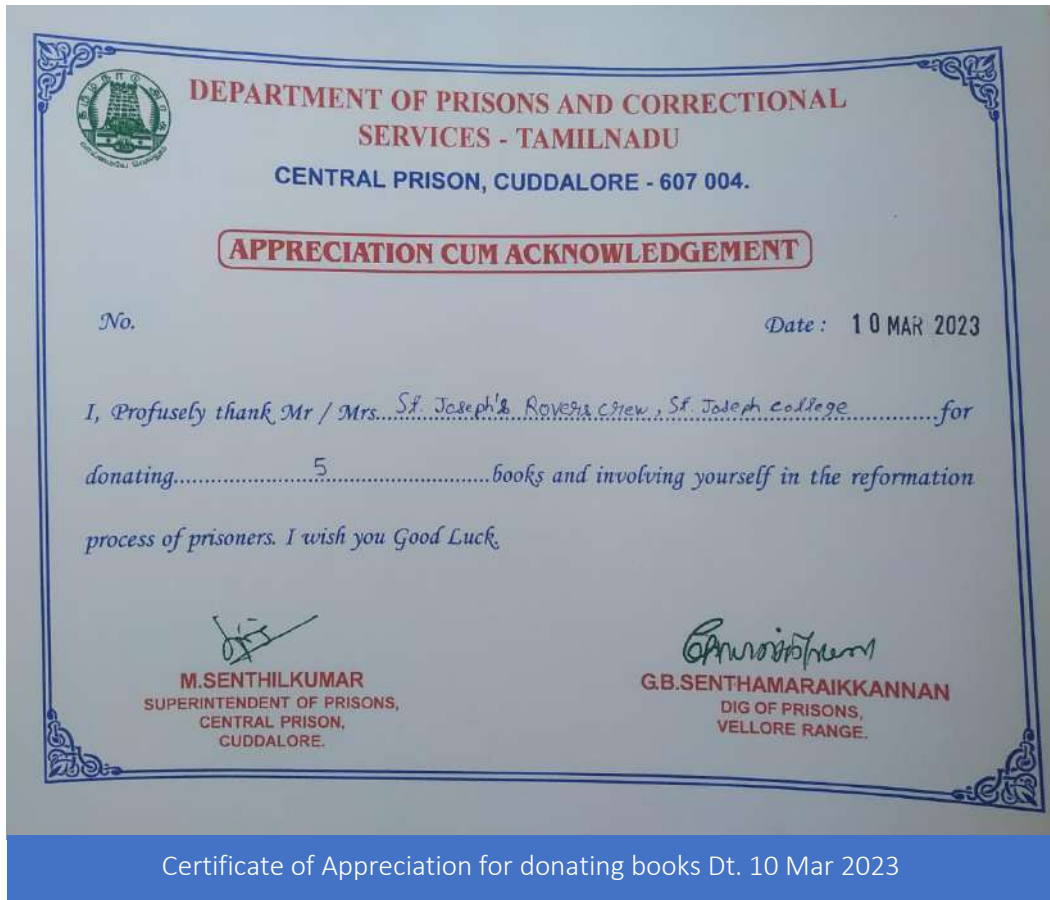 தமிழ்நாடு அரசு
வாய்மையே வெல்லும்
DEPARTMENT OF PRISONS AND CORRECTIONAL
SERVICES - TAMILNADU
CENTRAL PRISON, CUDDALORE - 607 004.
APPRECIATION CUM ACKNOWLEDGEMENT
No.
Date : 10 MAR 2023
I, Profusely thank Mr / Mrs...St. Joseph's Rovers crew, St. Joseph college...for
donating...5...books and involving yourself in the reformation
process of prisoners. I wish you Good Luck.
M.SENTHILKUMAR
SUPERINTENDENT OF PRISONS,
CENTRAL PRISON,
CUDDALORE.
G.B.SENTHAMARAIKKANNAN
DIG OF PRISONS,
VELLORE RANGE.
Certificate of Appreciation for donating books Dt. 10 Mar 2023